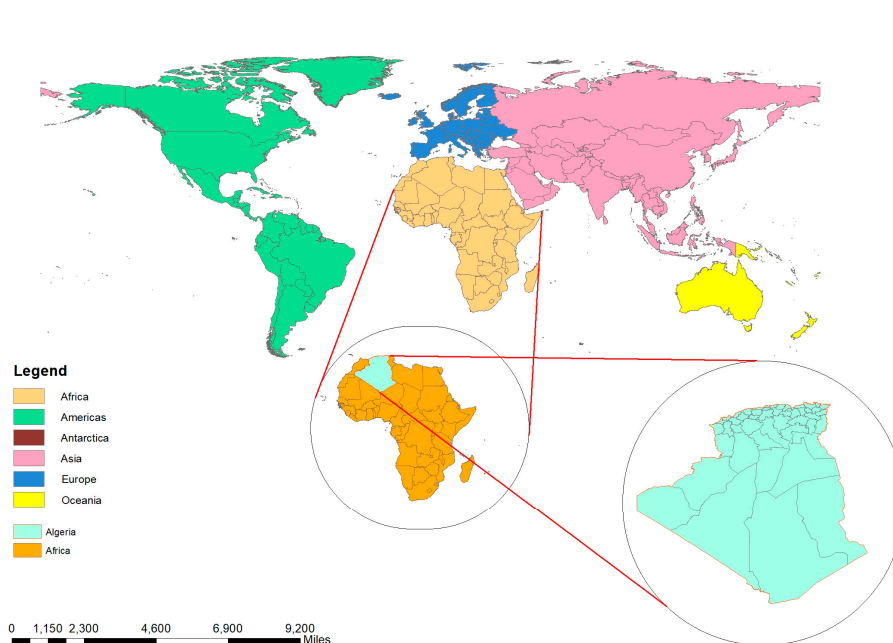 Legend
Africa
Americas
Antarctica
Asia
Europe
Oceania
Algeria
Africa
0 1,150 2,300 4,600 6,900 9,200
Miles